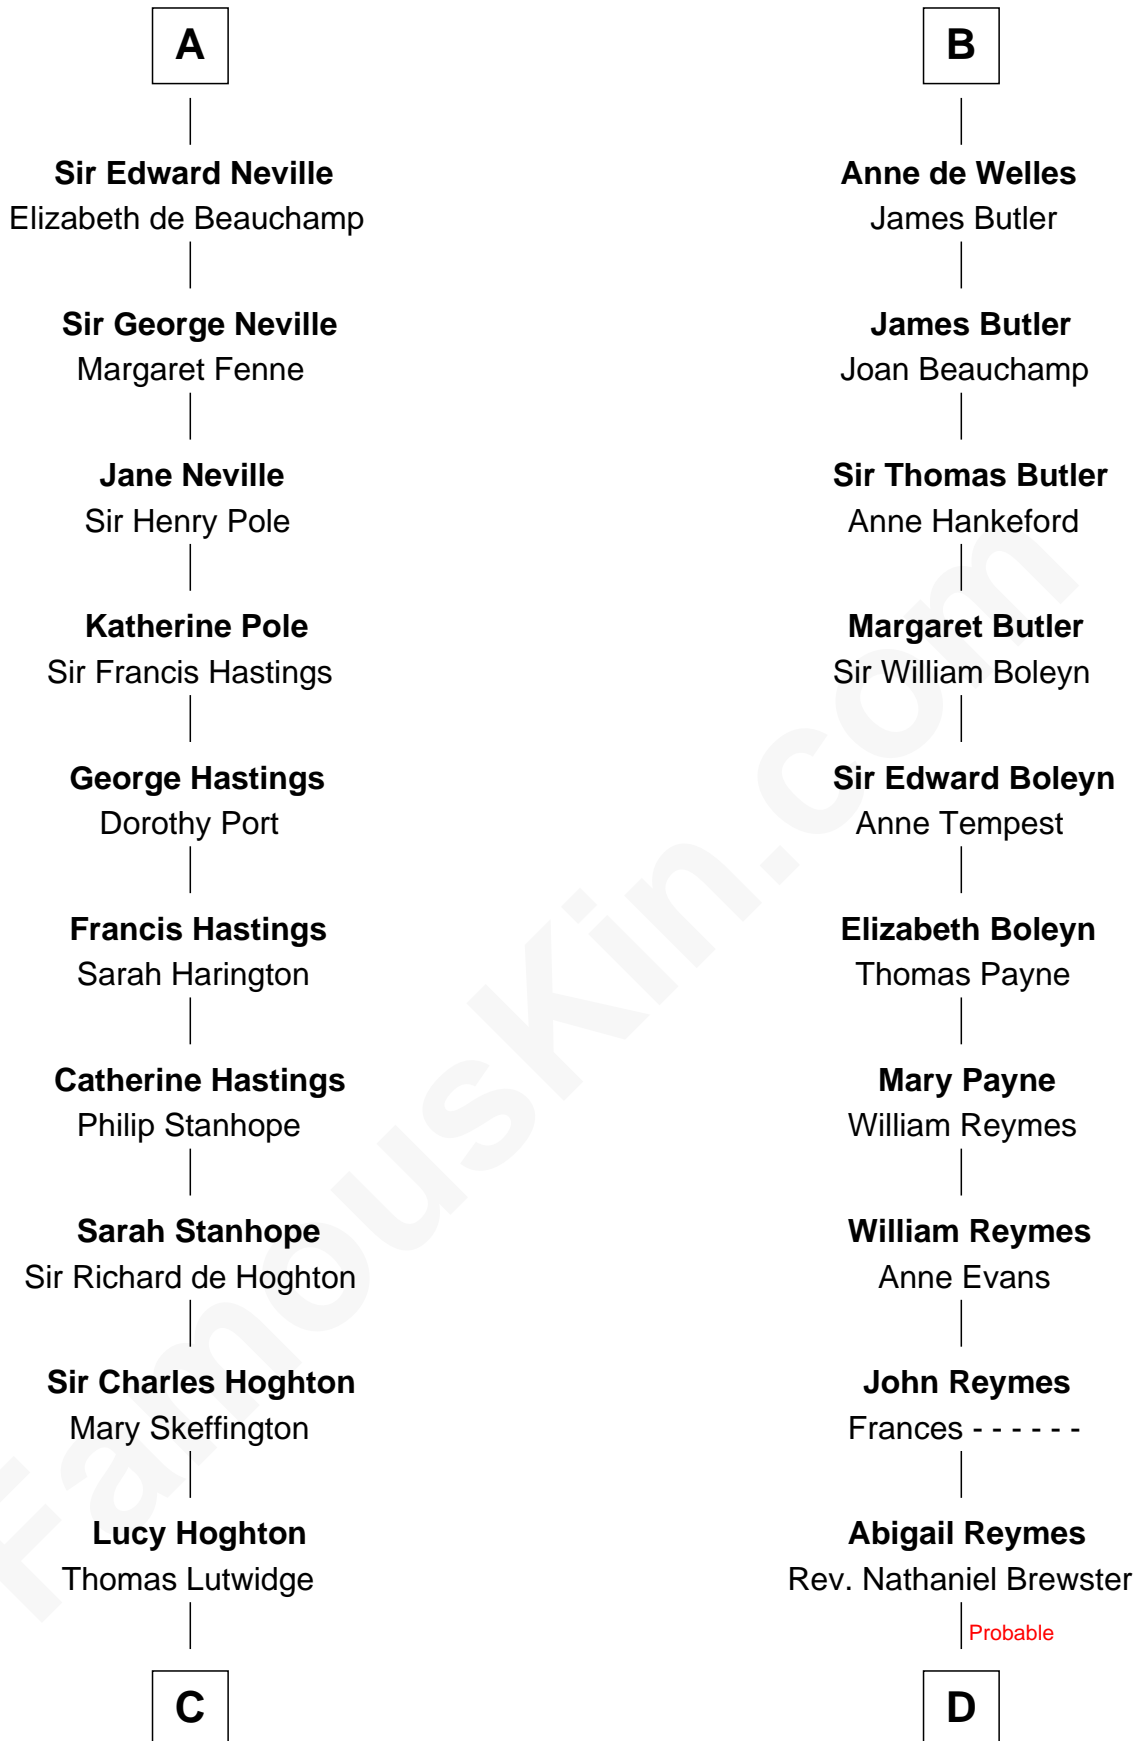 A
Sir Edward Neville
Elizabeth de Beauchamp
Sir George Neville
Margaret Fenne
Jane Neville
Sir Henry Pole
Katherine Pole
Sir Francis Hastings
George Hastings
Dorothy Port
Francis Hastings
Sarah Harington
Catherine Hastings
Philip Stanhope
Sarah Stanhope
Sir Richard de Hoghton
Sir Charles Hoghton
Mary Skeffington
Lucy Hoghton
Thomas Lutwidge
C
B
Anne de Welles
James Butler
James Butler
Joan Beauchamp
Sir Thomas Butler
Anne Hankeford
Margaret Butler
Sir William Boleyn
Sir Edward Boleyn
Anne Tempest
Elizabeth Boleyn
Thomas Payne
Mary Payne
William Reymes
William Reymes
Anne Evans
John Reymes
Frances - - - - - -
Abigail Reymes
Rev. Nathaniel Brewster
Probable
D
FamousKin.com